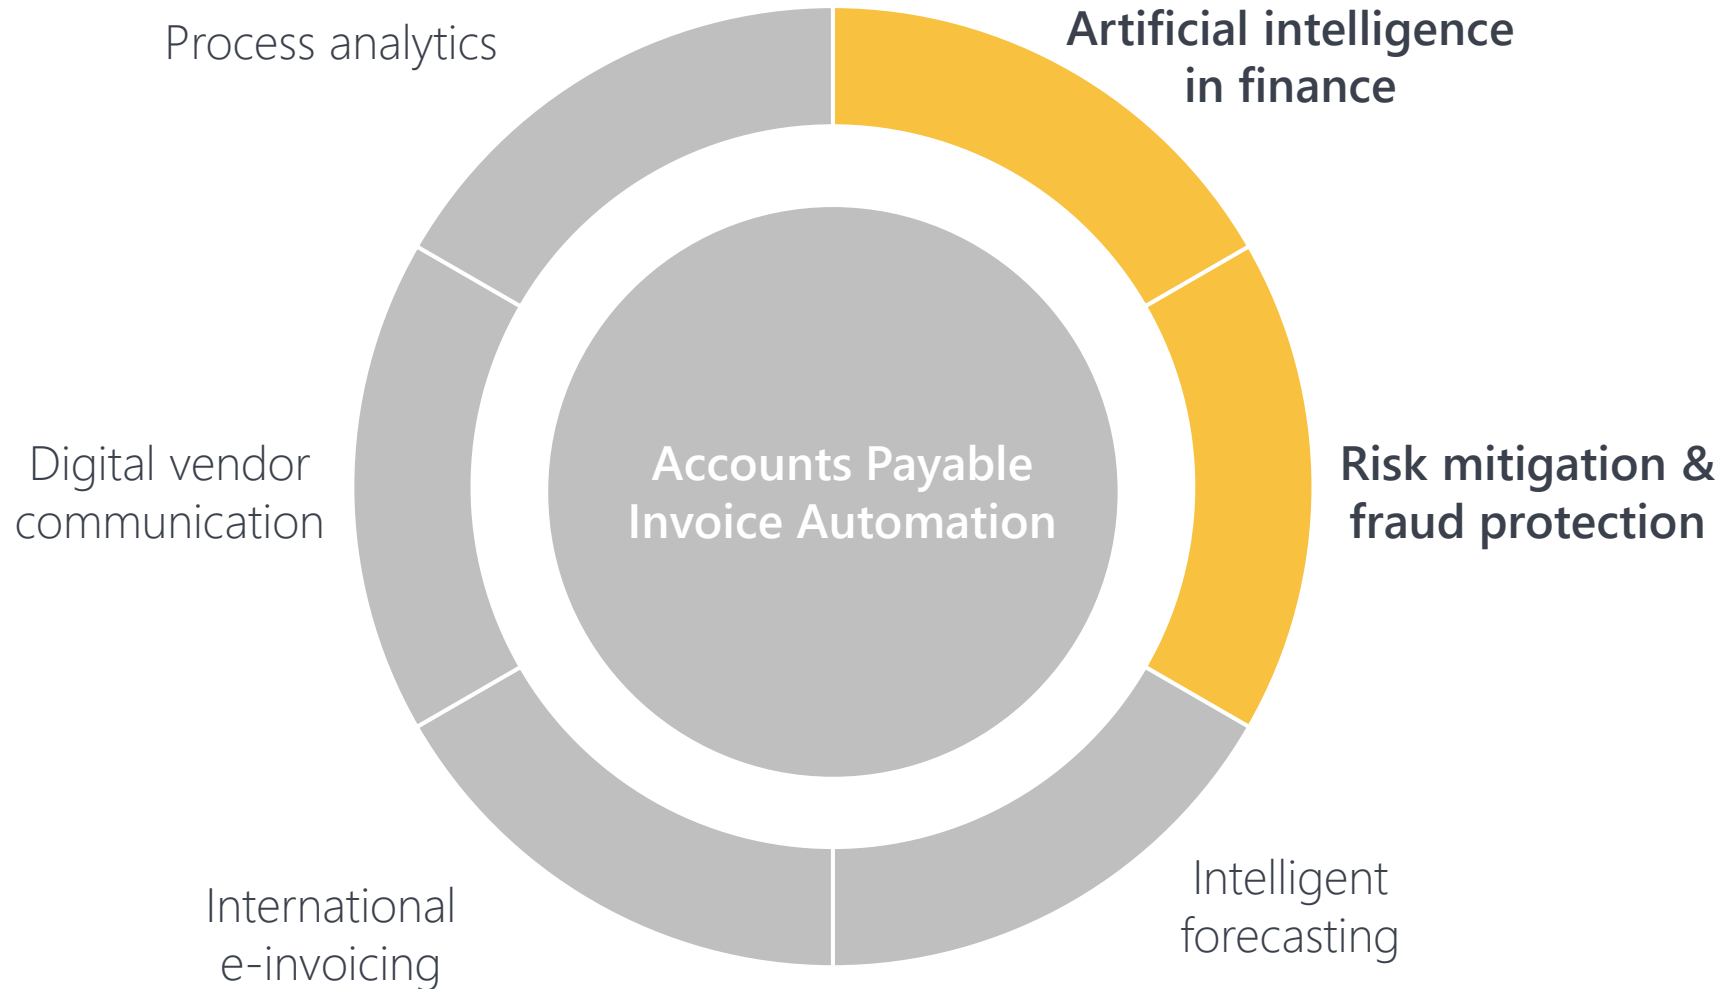 Process analytics
Artificial intelligence
in finance
Digital vendor
communication
Accounts Payable
Invoice Automation
Risk mitigation &
fraud protection
International
e-invoicing
Intelligent
forecasting